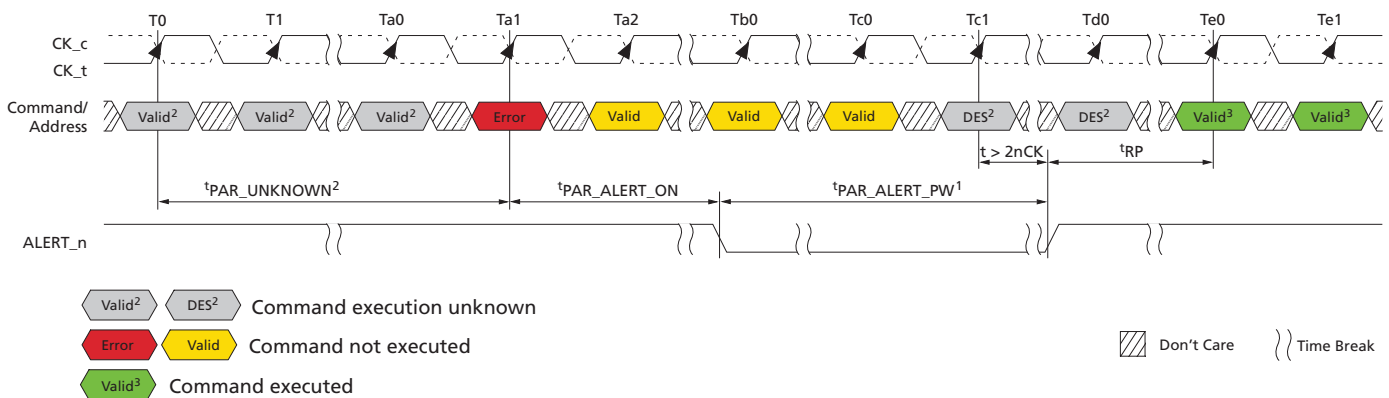 T0 T1 Ta0 Ta1 Ta2 Tb0 Tc0 Tc1 Td0 Te0 Te1
CK_c
CK_t
Command/
Address
Valid² Valid² Valid² Error Valid Valid Valid DES² DES² Valid³ Valid³
t > 2nCK tRP
tPAR_UNKNOWN² tPAR_ALERT_ON tPAR_ALERT_PW¹
ALERT_n
Valid² DES² Command execution unknown
Error Valid Command not executed
Don't Care Time Break
Valid³ Command executed